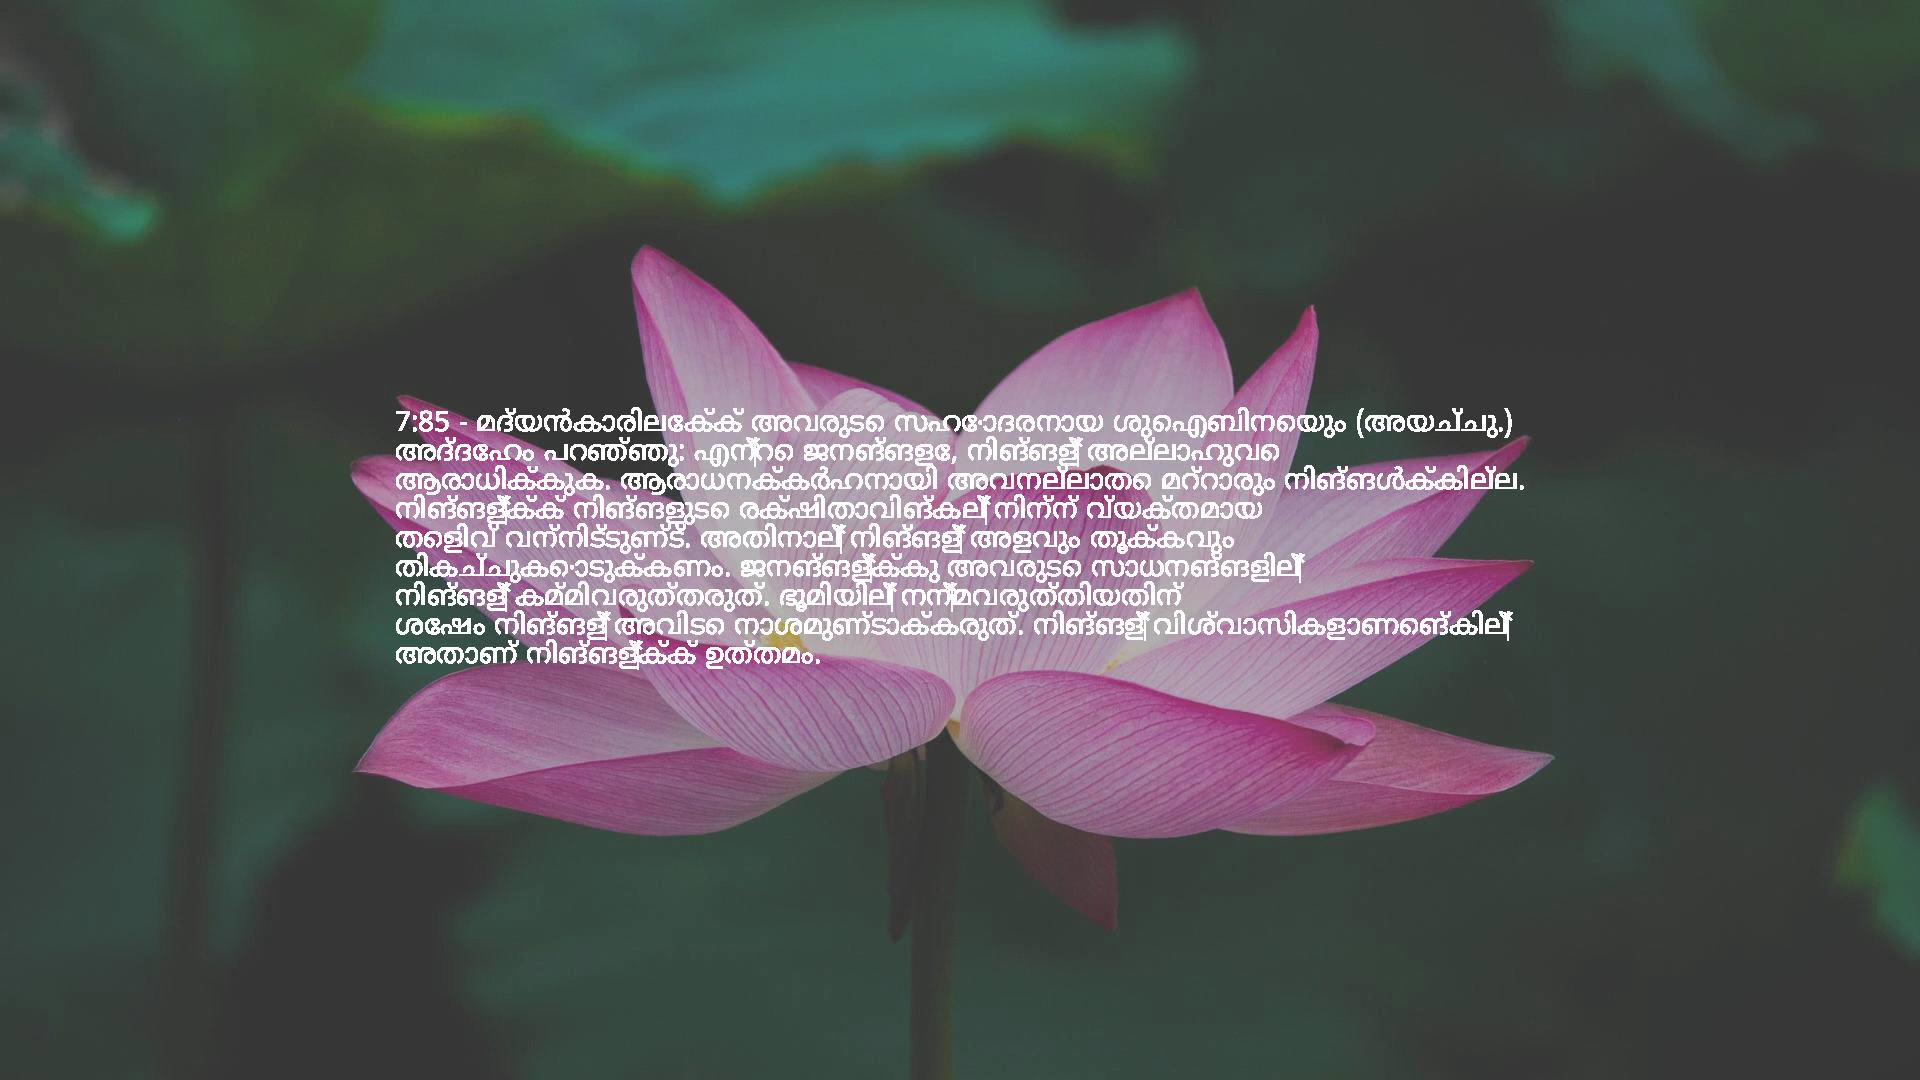 7:85 - മദ്‌യന്‍കാരിലേക്ക് അവരുടെ സഹോദരനായ ശുഐബിനെയും (അയച്ചു.)
അദ്ദേഹം പറഞ്ഞു: എന്‍റെ ജനങ്ങളേ, നിങ്ങള്‍ അല്ലാഹുവെ
ആരാധിക്കുക, ആരാധനക്കര്‍ഹനായി അവനല്ലാതെ മറ്റാരും നിങ്ങള്‍ക്കില്ല.
നിങ്ങള്‍ക്ക് നിങ്ങളുടെ രക്ഷിതാവിങ്കല്‍ നിന്ന് വ്യക്തമായ
തെളിവ് വന്നിട്ടുണ്ട്. അതിനാല്‍ നിങ്ങള്‍ അളവും തൂക്കവും
തികച്ചുകൊടുക്കണം. ജനങ്ങള്‍ക്കു അവരുടെ സാധനങ്ങളില്‍
നിങ്ങള്‍ കമ്മിവരുത്തരുത്. ഭൂമിയില്‍ നന്‍മവരുത്തിയതിന്
ശേഷം നിങ്ങള്‍ അവിടെ നാശമുണ്ടാക്കരുത്. നിങ്ങള്‍ വിശ്വാസികളാണെങ്കില്‍
അതാണ് നിങ്ങള്‍ക്ക് ഉത്തമം.